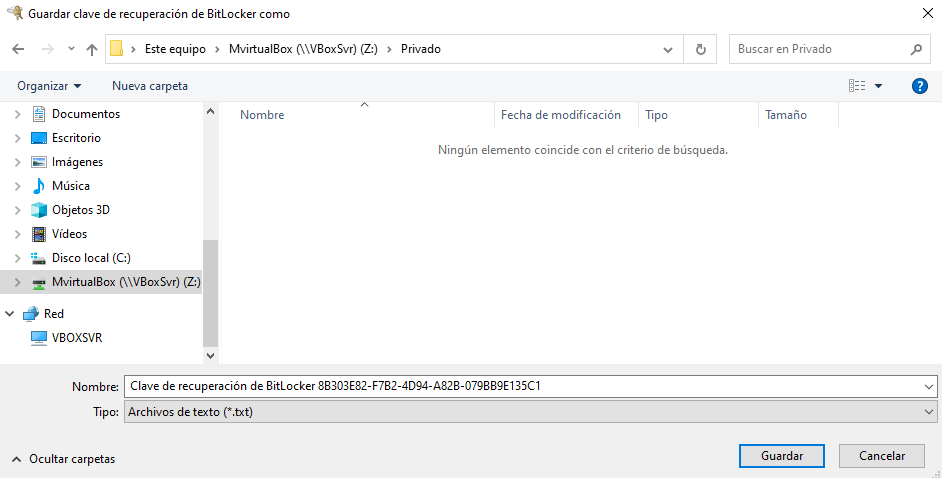 Guardar clave de recuperación de BitLocker como
Este equipo > MvirtualBox (\\VBoxSvr) (Z:) > Privado
Buscar en Privado
Organizar
Nueva carpeta
?
Nombre
Fecha de modificación
Tipo
Tamaño
Ningún elemento coincide con el criterio de búsqueda.
Documentos
Escritorio
Imágenes
Música
Objetos 3D
Vídeos
Disco local (C:)
MvirtualBox (\\VBoxSvr) (Z:)
Red
VBOXSVR
Nombre: Clave de recuperación de BitLocker 8B303E82-F7B2-4D94-A82B-079BB9E135C1
Tipo: Archivos de texto (*.txt)
Ocultar carpetas
Guardar
Cancelar